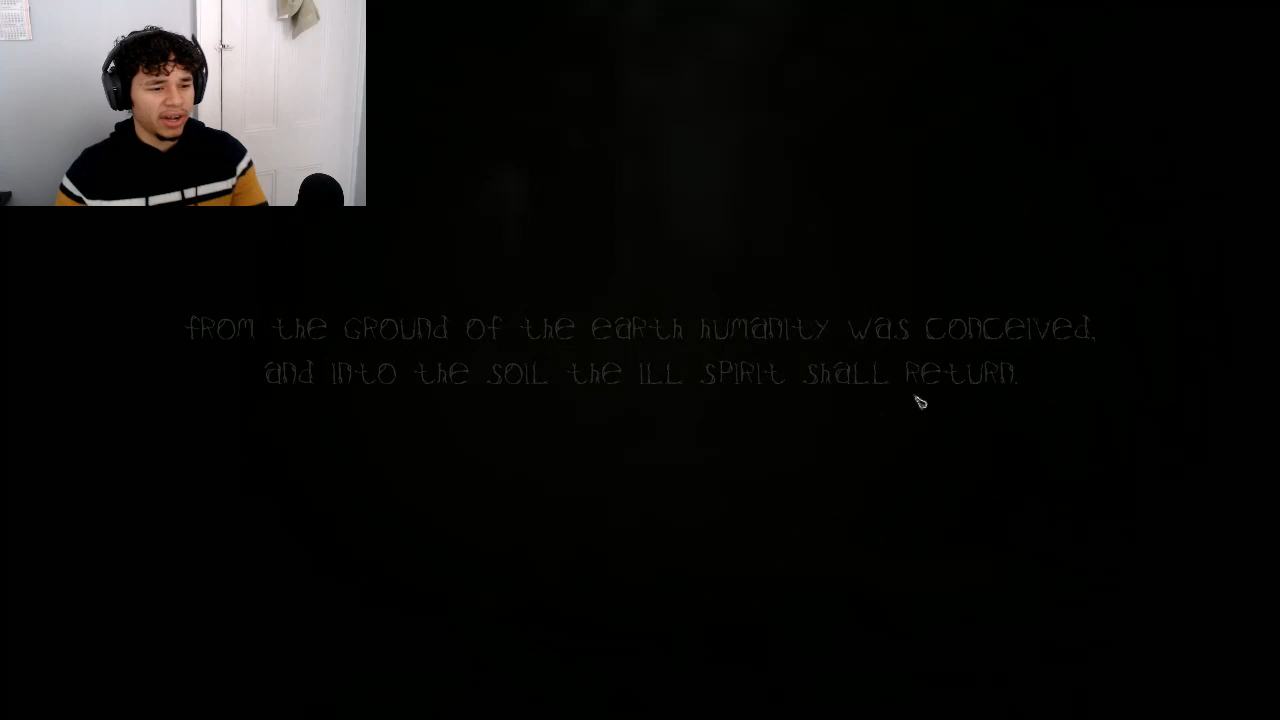 from the ground of the earth humanity was conceived,
and into the soil the ill spirit shall return.